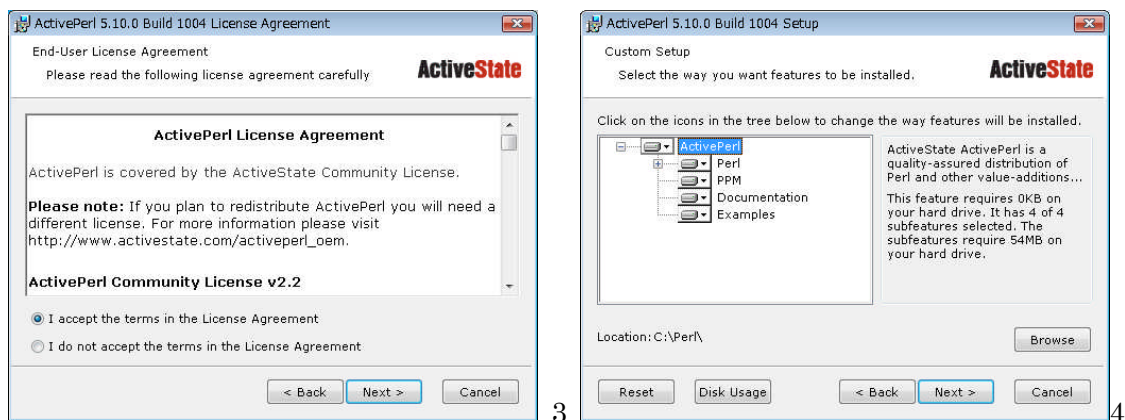 ActivePerl 5.10.0 Build 1004 License Agreement
End-User License Agreement
Please read the following license agreement carefully
ActiveState
ActivePerl License Agreement
ActivePerl is covered by the ActiveState Community License.
Please note: If you plan to redistribute ActivePerl you will need a
different license. For more information please visit
http://www.activestate.com/activeperl_oem.
ActivePerl Community License v2.2
I accept the terms in the License Agreement
I do not accept the terms in the License Agreement
< Back Next > Cancel
3
ActivePerl 5.10.0 Build 1004 Setup
Custom Setup
Select the way you want features to be installed.
ActiveState
Click on the icons in the tree below to change the way features will be installed.
ActivePerl
Perl
PPM
Documentation
Examples
ActiveState ActivePerl is a
quality-assured distribution of
Perl and other value-additions...
This feature requires 0KB on
your hard drive. It has 4 of 4
subfeatures selected. The
subfeatures require 54MB on
your hard drive.
Location: C:\Perl\
Browse
Reset Disk Usage < Back Next > Cancel
4